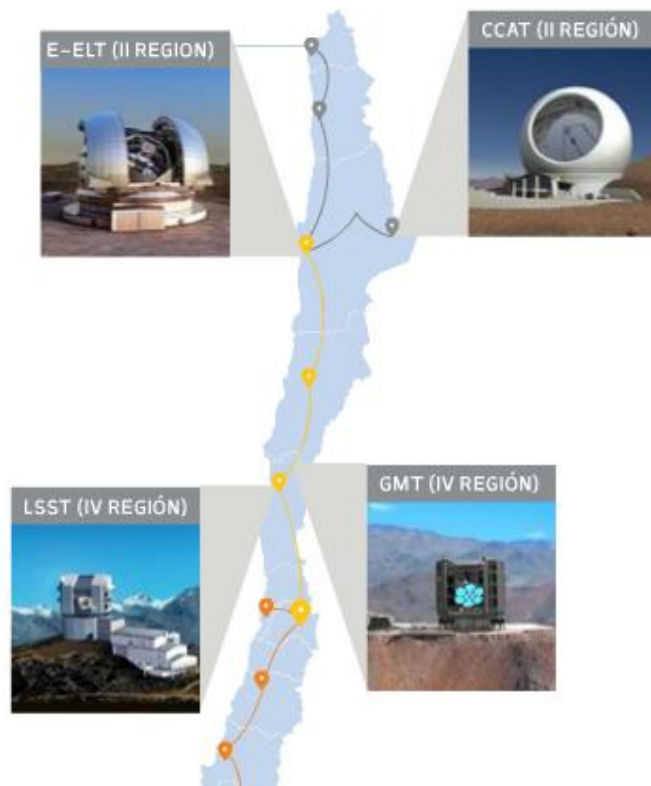 E-ELT (II REGION)
CCAT (II REGIÓN)
LSST (IV REGIÓN)
GMT (IV REGIÓN)